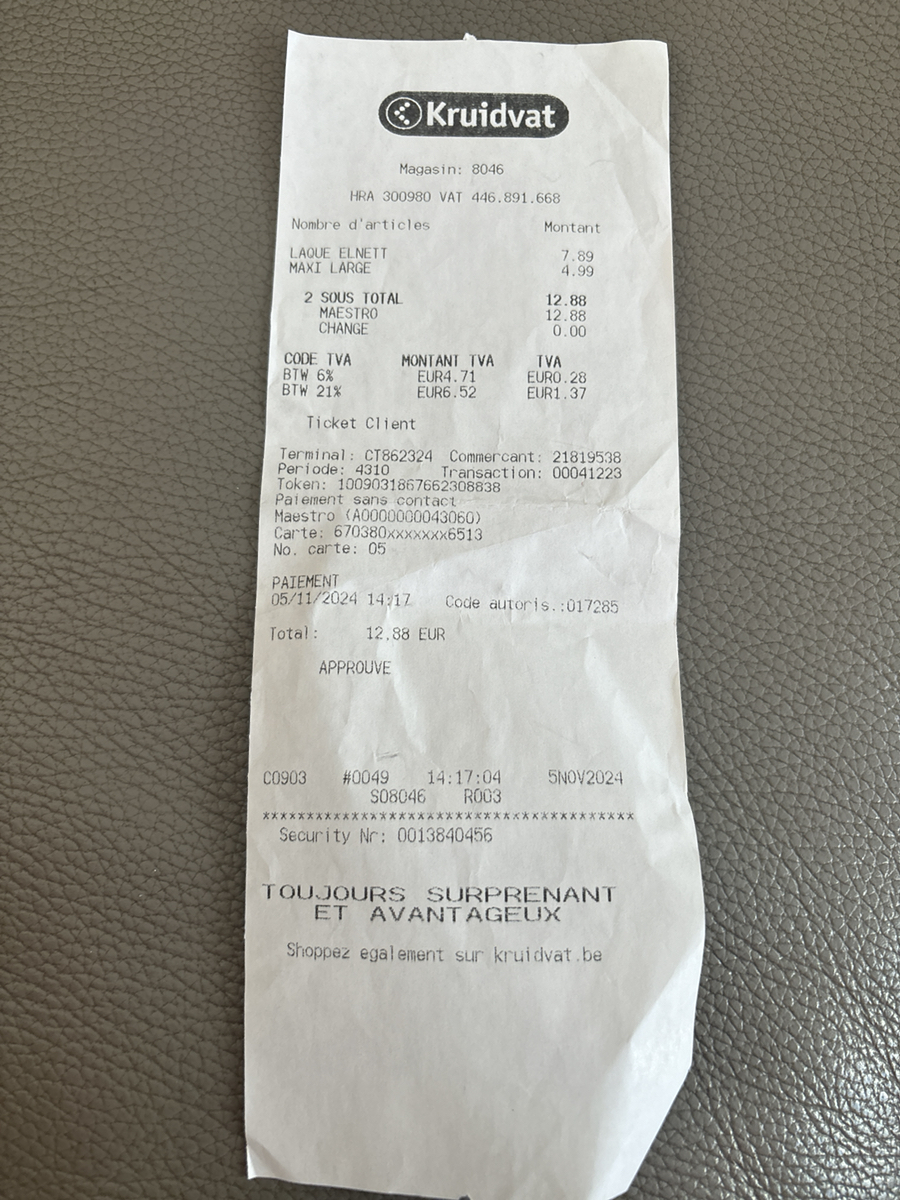 Kruidvat
Magasin: 8046
HRA 300980 VAT 446.891.668
Nombre d'articles Montant
LAQUE ELNETT 7.89
MAXI LARGE 4.99
2 SOUS TOTAL 12.88
MAESTRO 12.88
CHANGE 0.00
CODE TVA MONTANT TVA TVA
BTW 6% EUR4.71 EUR0.28
BTW 21% EUR6.52 EUR1.37
Ticket Client
Terminal: CT862324 Commercant: 21819538
Periode: 4310 Transaction: 00041223
Token: 1009031867662308838
Paiement sans contact
Maestro (A0000000043060)
Carte: 670380xxxxxxx6513
No. carte: 05
PAIEMENT
05/11/2024 14:17 Code autoris.:017285
Total: 12.88 EUR
APPROUVE
C0903 #0049 14:17:04 5NOV2024
S08046 R003
****************************************
Security Nr: 0013840456
TOUJOURS SURPRENANT
ET AVANTAGEUX
Shoppez egalement sur kruidvat.be